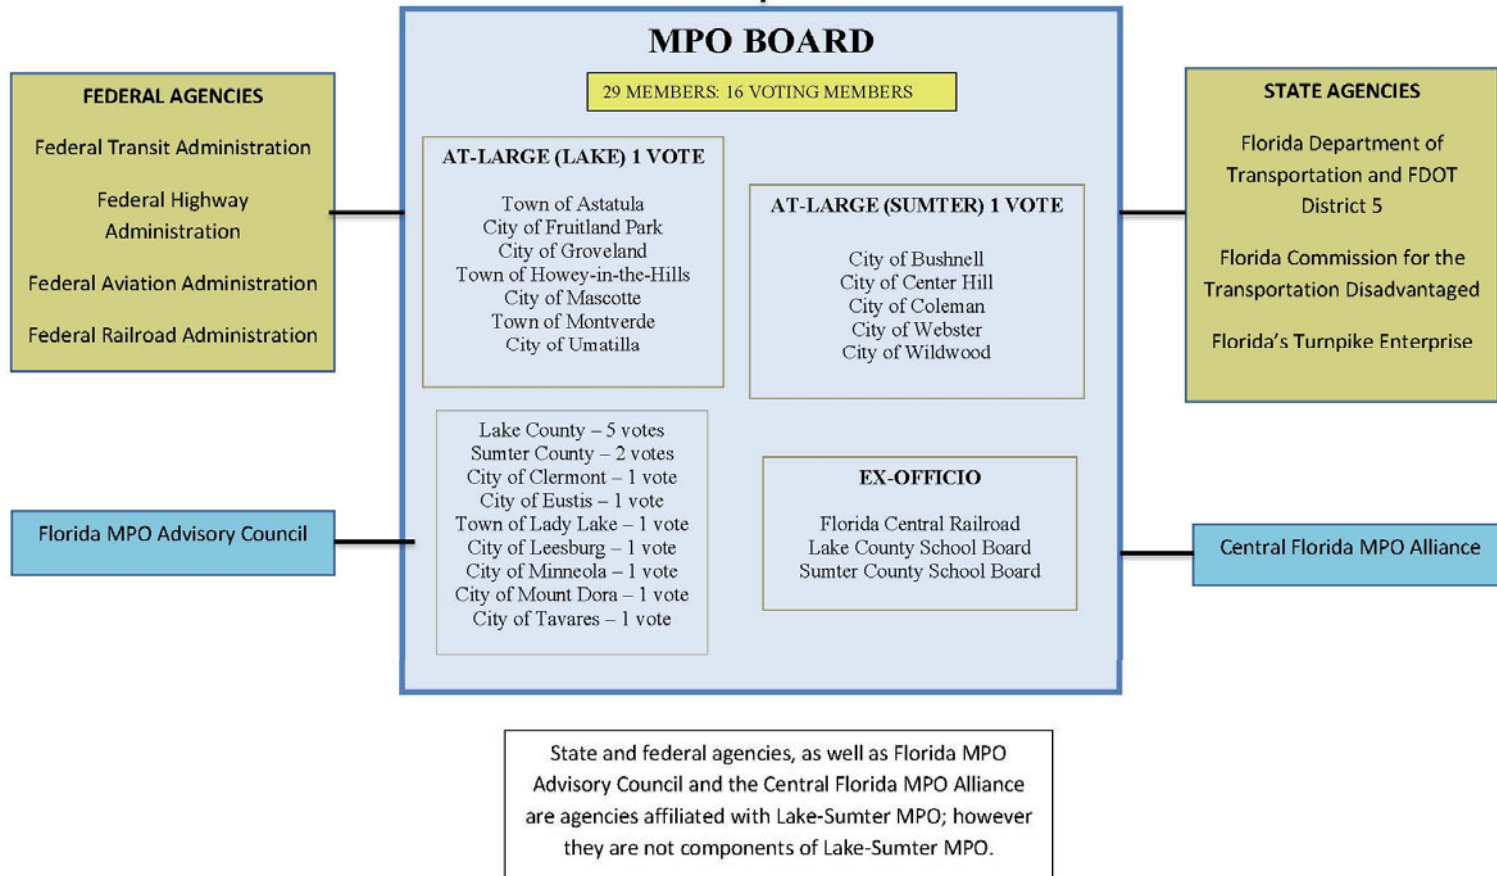 MPO BOARD
29 MEMBERS: 16 VOTING MEMBERS
FEDERAL AGENCIES
Federal Transit Administration
Federal Highway
Administration
Federal Aviation Administration
Federal Railroad Administration
AT-LARGE (LAKE) 1 VOTE
Town of Astatula
City of Fruitland Park
City of Groveland
Town of Howey-in-the-Hills
City of Mascotte
Town of Montverde
City of Umatilla
AT-LARGE (SUMTER) 1 VOTE
City of Bushnell
City of Center Hill
City of Coleman
City of Webster
City of Wildwood
STATE AGENCIES
Florida Department of
Transportation and FDOT
District 5
Florida Commission for the
Transportation Disadvantaged
Florida’s Turnpike Enterprise
Florida MPO Advisory Council
Lake County – 5 votes
Sumter County – 2 votes
City of Clermont – 1 vote
City of Eustis – 1 vote
Town of Lady Lake – 1 vote
City of Leesburg – 1 vote
City of Minneola – 1 vote
City of Mount Dora – 1 vote
City of Tavares – 1 vote
EX-OFFICIO
Florida Central Railroad
Lake County School Board
Sumter County School Board
Central Florida MPO Alliance
State and federal agencies, as well as Florida MPO
Advisory Council and the Central Florida MPO Alliance
are agencies affiliated with Lake-Sumter MPO; however
they are not components of Lake-Sumter MPO.